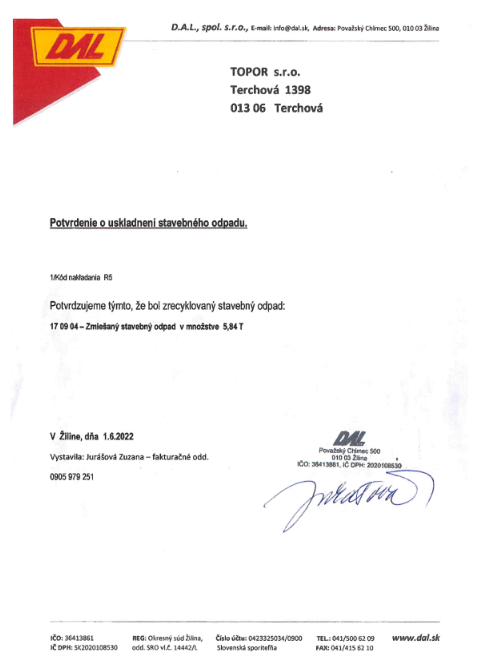 DAL
D.A.L., spol. s.r.o., E-mail: info@dal.sk, Adresa: Považský Chlmec 500, 010 03 Žilina
TOPOR s.r.o.
Terchová 1398
013 06 Terchová
Potvrdenie o uskladneni stavebného odpadu.
1/Kód nakladania R5
Potvrdzujeme týmto, že bol zrecyklovaný stavebný odpad:
17 09 04 – Zmiešaný stavebný odpad v množstve 5,84 T
V Žiline, dňa 1.6.2022
Vystavila: Jurášová Zuzana – fakturačné odd.
0905 979 251
DAL
Považský Chlmec 500
010 03 Žilina
IČO: 36413861, IČ DPH: 2020108530
IČO: 36413861 REG: Okresný súd Žilina, Číslo účtu: 0423325034/0900 TEL.: 041/500 62 09 www.dal.sk
IČ DPH: SK2020108530 odd. SRO vl.č. 14442/L Slovenská sporiteľňa FAX: 041/415 62 10